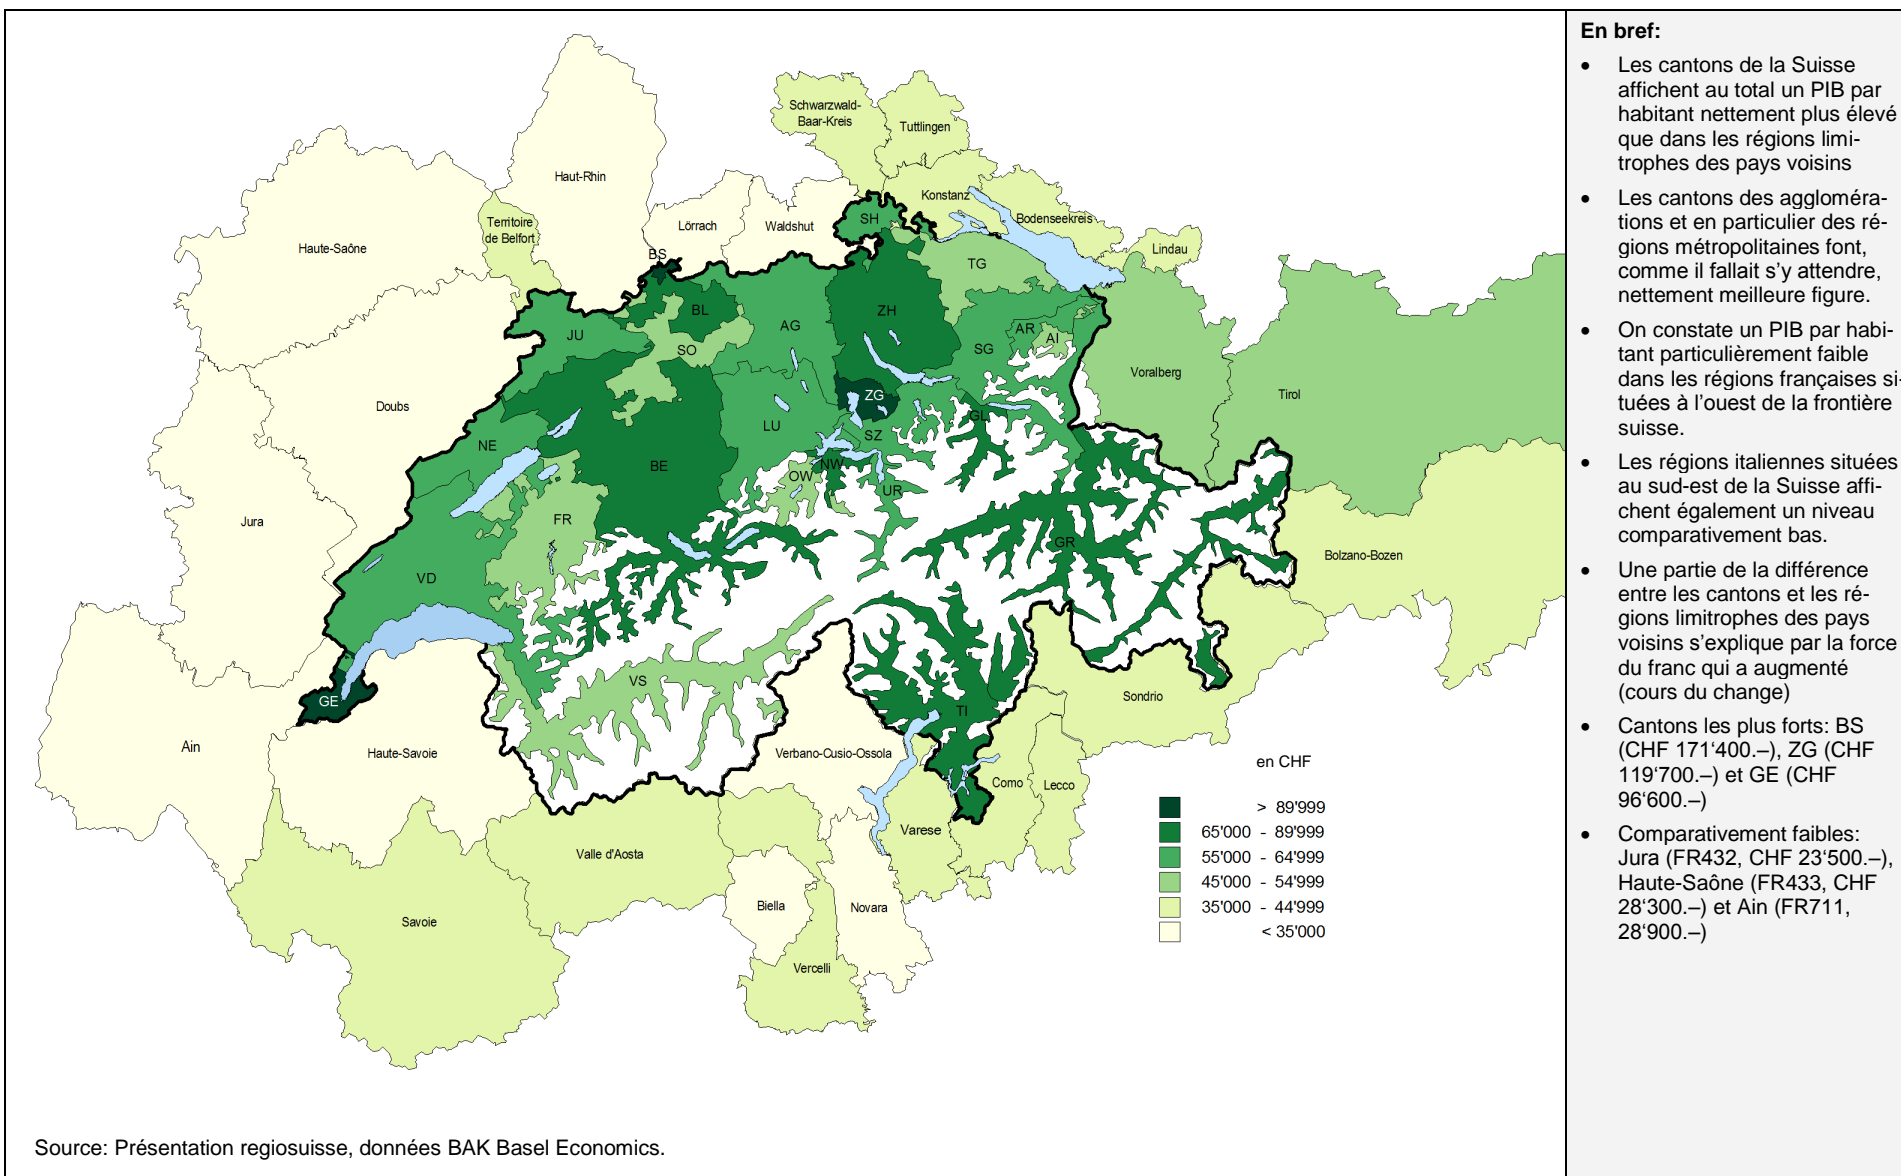 Schwarzwald-
Baar-Kreis
Tuttlingen
Haut-Rhin
Konstanz
Lörrach
Waldshut
SH
Bodenseekreis
Territoire
de Belfort
Haute-Saône
Lindau
BS
TG
BL
ZH
AG
JU
AR
AI
SO
SG
Voralberg
Tirol
Doubs
ZG
GL
LU
SZ
NE
BE
NW
OW
UR
FR
Jura
GR
Bolzano-Bozen
VD
VS
Sondrio
GE
TI
Ain
Haute-Savoie
Verbano-Cusio-Ossola
Como
Lecco
Varese
Valle d'Aosta
Biella
Novara
Savoie
Vercelli
en CHF
> 89'999
65'000 - 89'999
55'000 - 64'999
45'000 - 54'999
35'000 - 44'999
< 35'000
Source: Présentation regiosuisse, données BAK Basel Economics.
En bref:
• Les cantons de la Suisse
affichent au total un PIB par
habitant nettement plus élevé
que dans les régions limi-
trophes des pays voisins
• Les cantons des aggloméra-
tions et en particulier des ré-
gions métropolitaines font,
comme il fallait s’y attendre,
nettement meilleure figure.
• On constate un PIB par habi-
tant particulièrement faible
dans les régions françaises si-
tuées à l’ouest de la frontière
suisse.
• Les régions italiennes situées
au sud-est de la Suisse affi-
chent également un niveau
comparativement bas.
• Une partie de la différence
entre les cantons et les ré-
gions limitrophes des pays
voisins s’explique par la force
du franc qui a augmenté
(cours du change)
• Cantons les plus forts: BS
(CHF 171‘400.–), ZG (CHF
119‘700.–) et GE (CHF
96‘600.–)
• Comparativement faibles:
Jura (FR432, CHF 23‘500.–),
Haute-Saône (FR433, CHF
28‘300.–) et Ain (FR711,
28‘900.–)